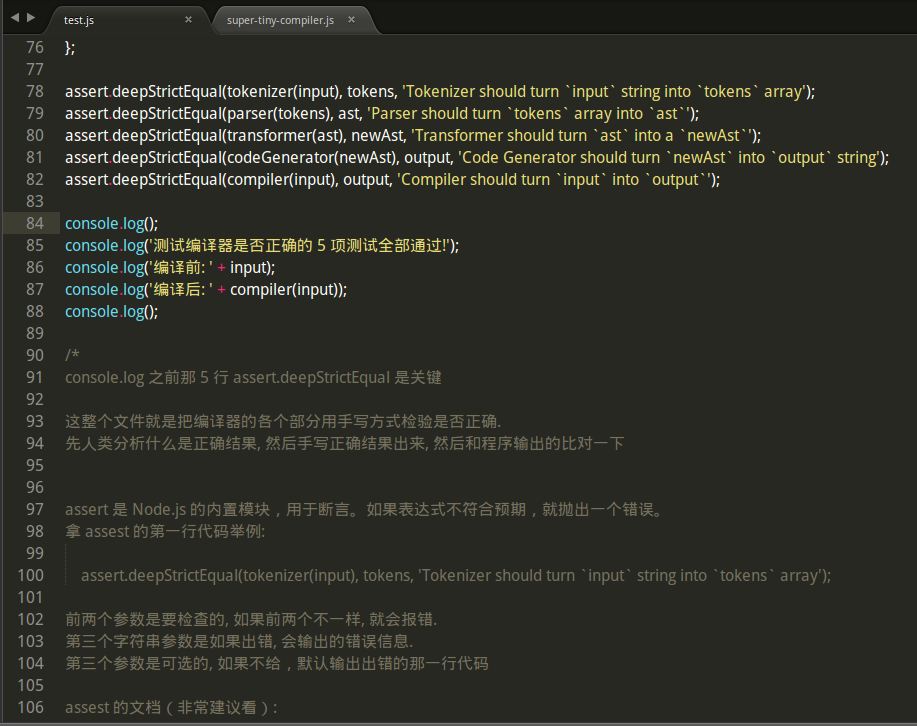 test.js × super-tiny-compiler.js ×
76 };
77
78 assert.deepStrictEqual(tokenizer(input), tokens, 'Tokenizer should turn `input` string into `tokens` array');
79 assert.deepStrictEqual(parser(tokens), ast, 'Parser should turn `tokens` array into `ast`');
80 assert.deepStrictEqual(transformer(ast), newAst, 'Transformer should turn `ast` into a `newAst`');
81 assert.deepStrictEqual(codeGenerator(newAst), output, 'Code Generator should turn `newAst` into `output` string');
82 assert.deepStrictEqual(compiler(input), output, 'Compiler should turn `input` into `output`');
83
84 console.log();
85 console.log('测试编译器是否正确的 5 项测试全部通过!');
86 console.log('编译前: ' + input);
87 console.log('编译后: ' + compiler(input));
88 console.log();
89
90 /*
91 console.log 之前那 5 行 assert.deepStrictEqual 是关键
92
93 这整个文件就是把编译器的各个部分用手写方式检验是否正确.
94 先人类分析什么是正确结果, 然后手写正确结果出来, 然后和程序输出的比对一下
95
96
97 assert 是 Node.js 的内置模块，用于断言。如果表达式不符合预期，就抛出一个错误。
98 拿 assest 的第一行代码举例:
99
100 assert.deepStrictEqual(tokenizer(input), tokens, 'Tokenizer should turn `input` string into `tokens` array');
101
102 前两个参数是要检查的, 如果前两个不一样, 就会报错.
103 第三个字符串参数是如果出错, 会输出的错误信息.
104 第三个参数是可选的, 如果不给，默认输出出错的那一行代码
105
106 assest 的文档（非常建议看）: